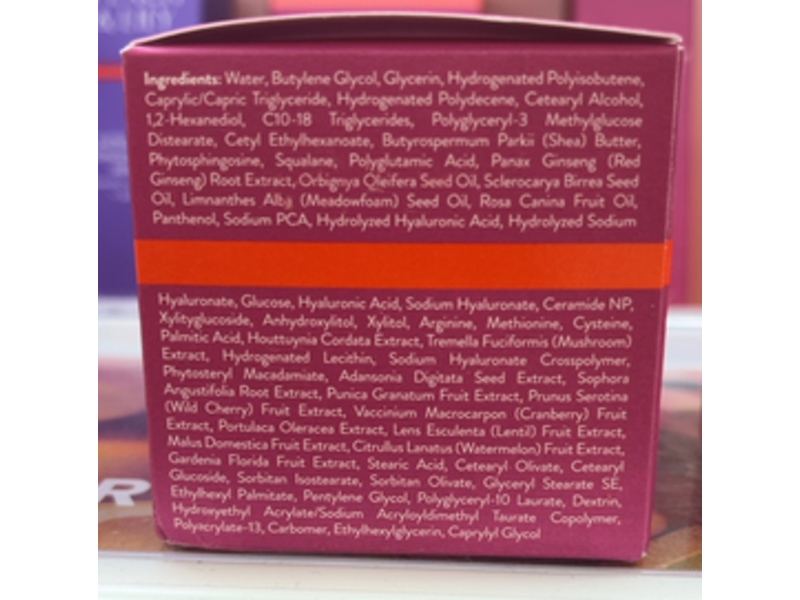 Ingredients: Water, Butylene Glycol, Glycerin, Hydrogenated Polyisobutene,
Caprylic/Capric Triglyceride, Hydrogenated Polydecene, Cetearyl Alcohol,
1,2-Hexanediol, C10-18 Triglycerides, Polyglyceryl-3 Methylglucose
Distearate, Cetyl Ethylhexanoate, Butyrospermum Parkii (Shea) Butter,
Phytosphingosine, Squalane, Polyglutamic Acid, Panax Ginseng (Red
Ginseng) Root Extract, Orbignya Oleifera Seed Oil, Sclerocarya Birrea Seed
Oil, Limnanthes Alba (Meadowfoam) Seed Oil, Rosa Canina Fruit Oil,
Panthenol, Sodium PCA, Hydrolyzed Hyaluronic Acid, Hydrolyzed Sodium
Hyaluronate, Glucose, Hyaluronic Acid, Sodium Hyaluronate, Ceramide NP,
Xylityglucoside, Anhydroxylitol, Xylitol, Arginine, Methionine, Cysteine,
Palmitic Acid, Houttuynia Cordata Extract, Tremella Fuciformis (Mushroom)
Extract, Hydrogenated Lecithin, Sodium Hyaluronate Crosspolymer,
Phytosteryl Macadamiate, Adansonia Digitata Seed Extract, Sophora
Angustifolia Root Extract, Punica Granatum Fruit Extract, Prunus Serotina
(Wild Cherry) Fruit Extract, Vaccinium Macrocarpon (Cranberry) Fruit
Extract, Portulaca Oleracea Extract, Lens Esculenta (Lentil) Fruit Extract,
Malus Domestica Fruit Extract, Citrullus Lanatus (Watermelon) Fruit Extract,
Gardenia Florida Fruit Extract, Stearic Acid, Cetearyl Olivate, Cetearyl
Glucoside, Sorbitan Isostearate, Sorbitan Olivate, Glyceryl Stearate SE,
Ethylhexyl Palmitate, Pentylene Glycol, Polyglyceryl-10 Laurate, Dextrin,
Hydroxyethyl Acrylate/Sodium Acryloyldimethyl Taurate Copolymer,
Polyacrylate-13, Carbomer, Ethylhexylglycerin, Caprylyl Glycol